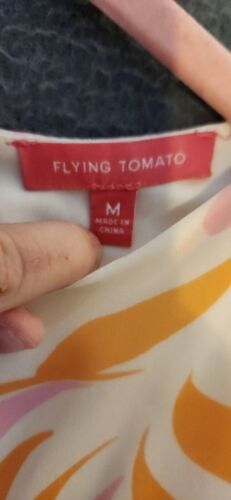 FLYING TOMATO
M
MADE IN
CHINA